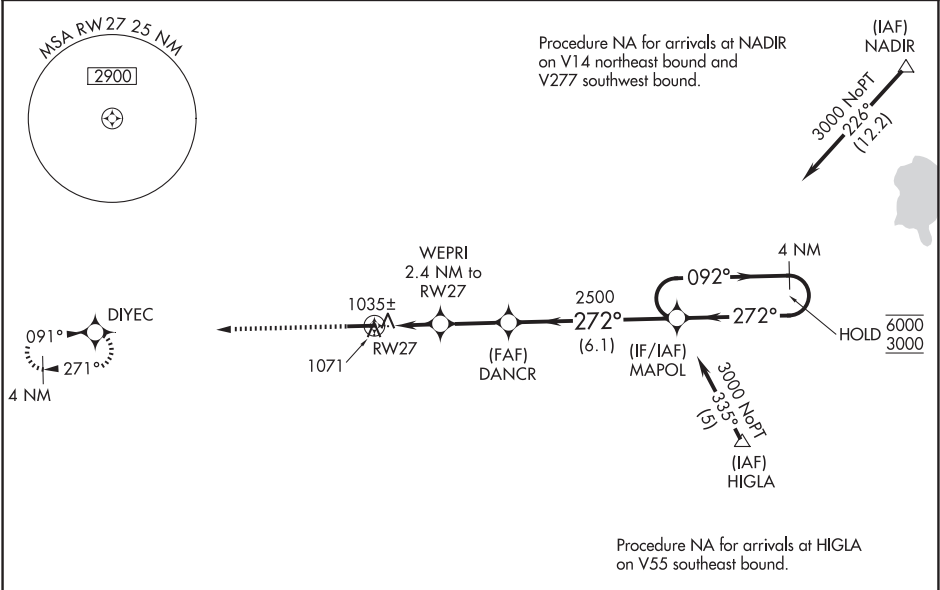 MSA RW27 25 NM
2900
Procedure NA for arrivals at NADIR
on V14 northeast bound and
V277 southwest bound.
(IAF)
NADIR
3000 NoPT
226°
(12.2)
WEPRI
2.4 NM to
RW27
4 NM
092°
272°
HOLD
6000
3000
2500
272°
(6.1)
(IF/IAF)
MAPOL
(FAF)
DANCR
1035±
RW27
1071
DIYEC
091°
271°
4 NM
3000 NoPT
335°
(5)
(IAF)
HIGLA
Procedure NA for arrivals at HIGLA
on V55 southeast bound.